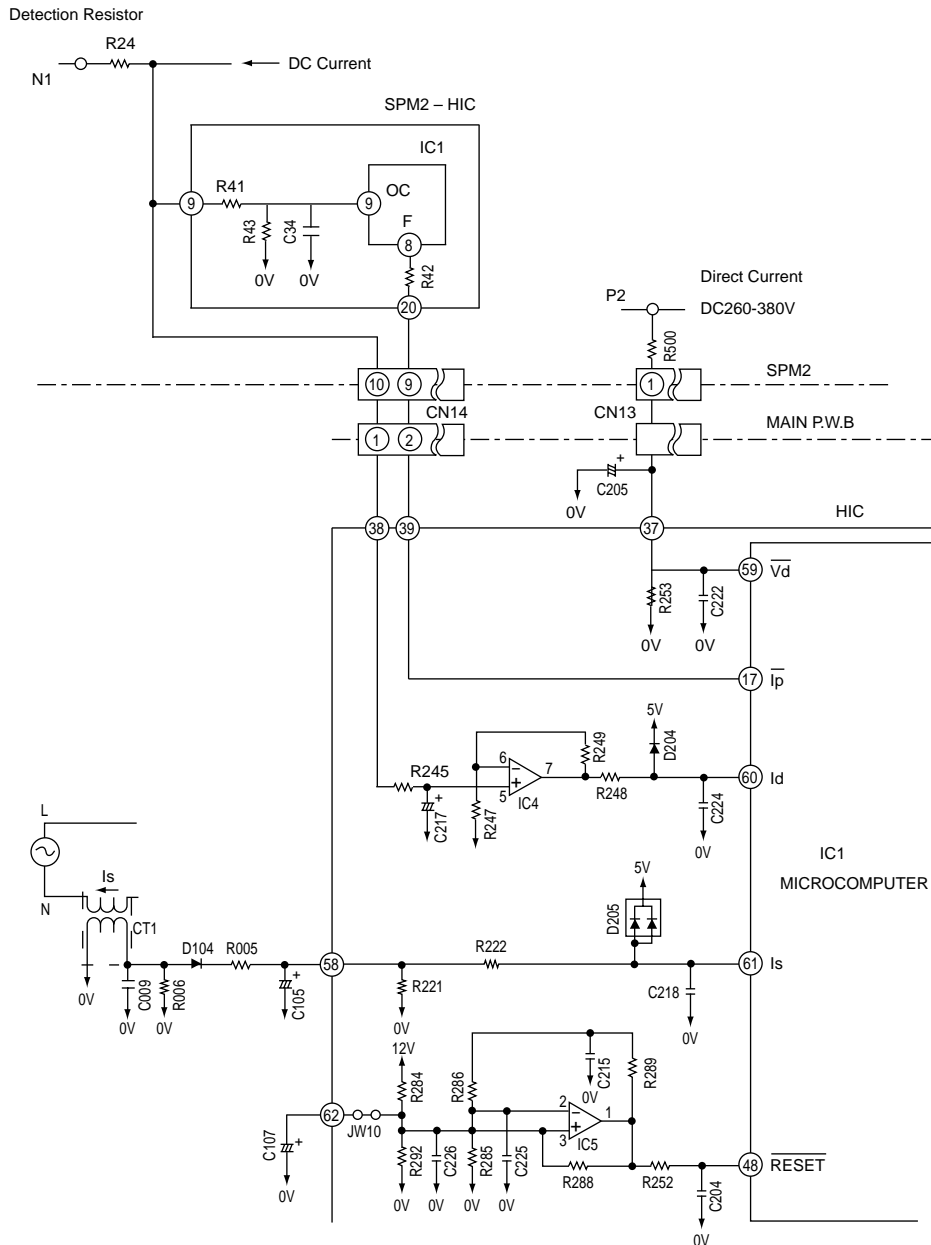 Detection Resistor
R24
N1
DC Current
SPM2 – HIC
IC1
R41
9
9
OC
R43
C34
F
8
0V
0V
R42
20
Direct Current
P2
DC260-380V
R500
10
9
1
SPM2
CN14
CN13
1
2
MAIN P.W.B
+
C205
0V
38
39
37
HIC
59
Vd
R253
C222
0V
0V
17
Ip
5V
R249
D204
R245
6
−
7
+
5
IC4
R248
60
Id
+
C217
R247
C224
0V
L
N
Is
CT1
IC1
MICROCOMPUTER
5V
D205
D104
R005
58
R222
61
Is
0V
C009
R006
+
C105
R221
C218
0V
0V
0V
0V
0V
12V
R284
R286
C215
R289
0V
62
JW10
2
−
1
+
3
IC5
C107
+
R292
C226
R285
C225
R288
R252
48
RESET
C204
0V
0V
0V
0V
0V
0V